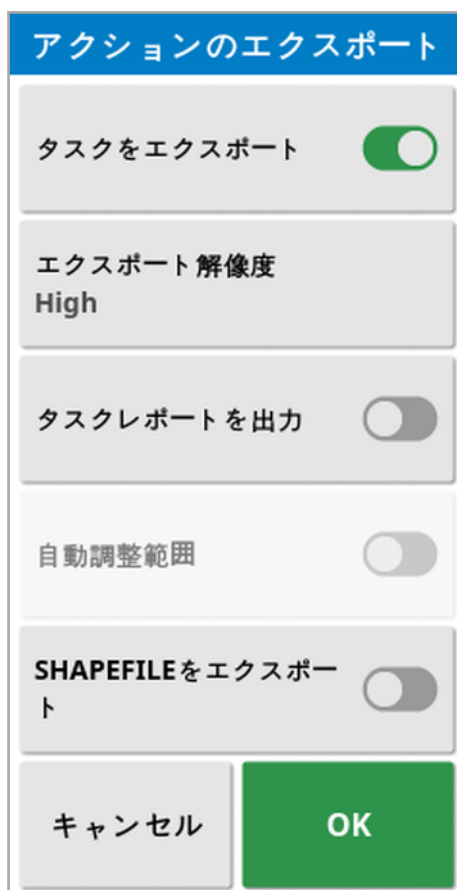 アクションのエクスポート
タスクをエクスポート
エクスポート解像度
High
タスクレポートを出力
自動調整範囲
SHAPEFILEをエクスポー
ト
キャンセル
OK